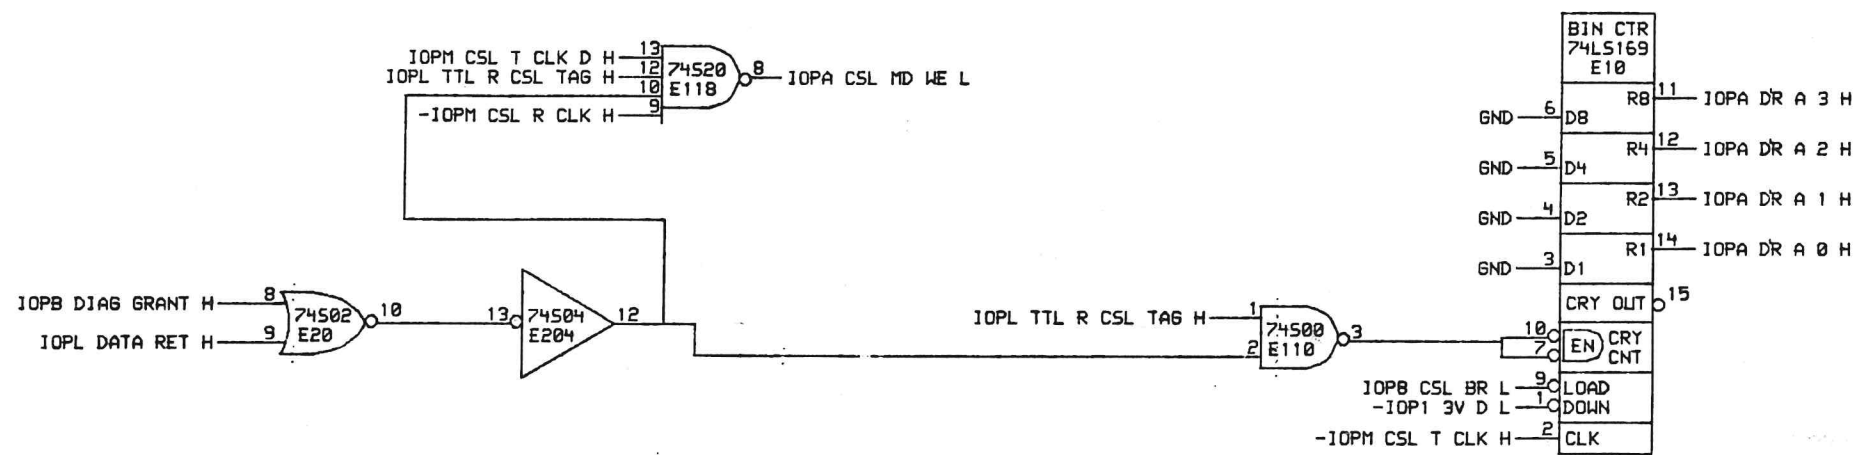 IOPM CSL T CLK D H 13
IOPL TTL R CSL TAG H 12
10
-IOPM CSL R CLK H 9
74S20
E118
8 IOPA CSL MD WE L
IOPB DIAG GRANT H 8
IOPL DATA RET H 9
74S02
E20
10
13
74S04
E204
12
IOPL TTL R CSL TAG H 1
2
74S00
E110
3
BIN CTR
74LS169
E10
R8 11 IOPA D'R A 3 H
GND 6 D8
R4 12 IOPA D'R A 2 H
GND 5 D4
R2 13 IOPA D'R A 1 H
GND 4 D2
R1 14 IOPA D'R A 0 H
GND 3 D1
CRY OUT 15
10 EN CRY
7 CNT
IOPB CSL BR L 9 LOAD
-IOP1 3V D L 1 DOWN
-IOPM CSL T CLK H 2 CLK